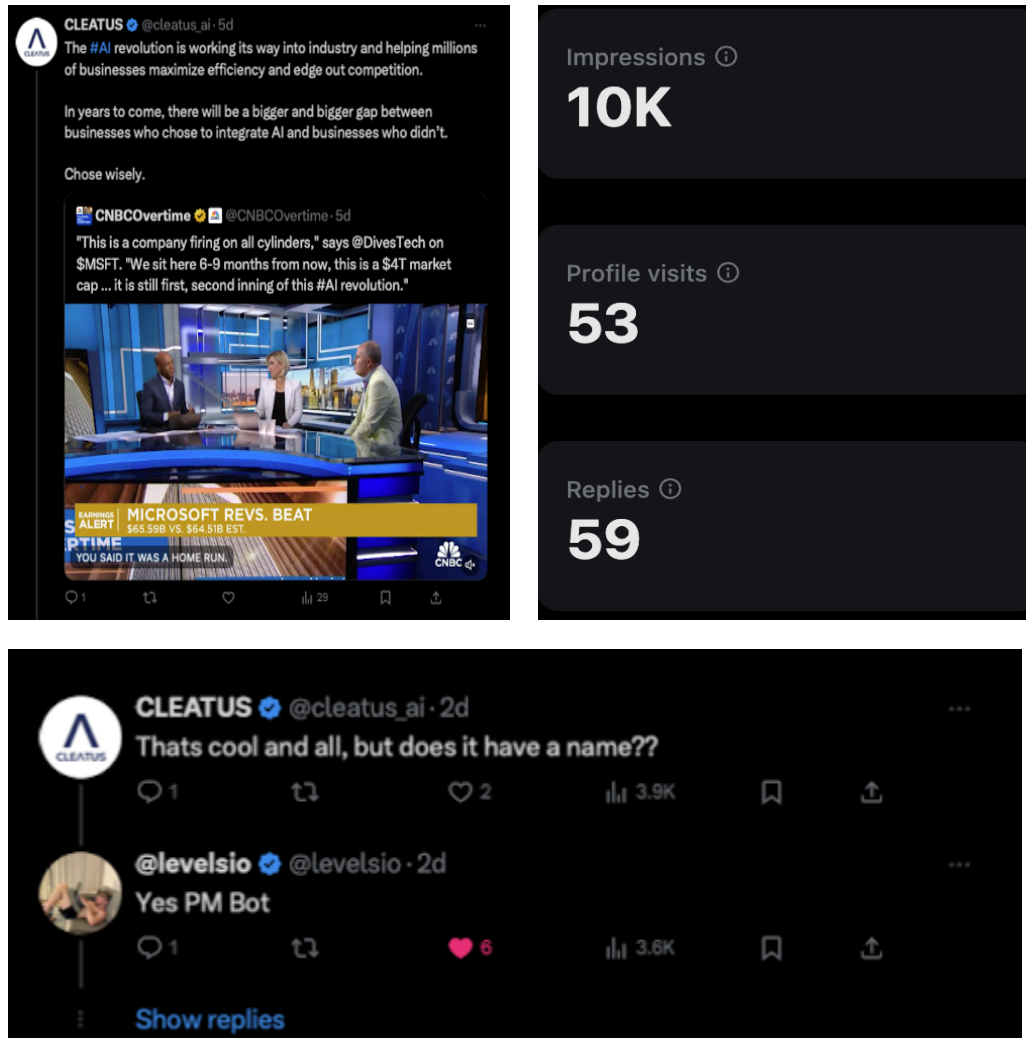 CLEATUS @cleatus_ai · 5d
The #AI revolution is working its way into industry and helping millions
of businesses maximize efficiency and edge out competition.
In years to come, there will be a bigger and bigger gap between
businesses who chose to integrate AI and businesses who didn't.
Chose wisely.
CNBCOvertime @CNBCOvertime · 5d
"This is a company firing on all cylinders," says @DivesTech on
$MSFT. "We sit here 6-9 months from now, this is a $4T market
cap ... it is still first, second inning of this #AI revolution."
EARNINGS
ALERT
MICROSOFT REVS. BEAT
$65.59B VS. $64.51B EST.
ERTIME
YOU SAID IT WAS A HOME RUN.
CNBC
1
29
CLEATUS
Impressions
10K
Profile visits
53
Replies
59
CLEATUS @cleatus_ai · 2d
Thats cool and all, but does it have a name??
CLEATUS
1 2 3.9K
@levelsio @levelsio · 2d
Yes PM Bot
1 6 3.6K
Show replies